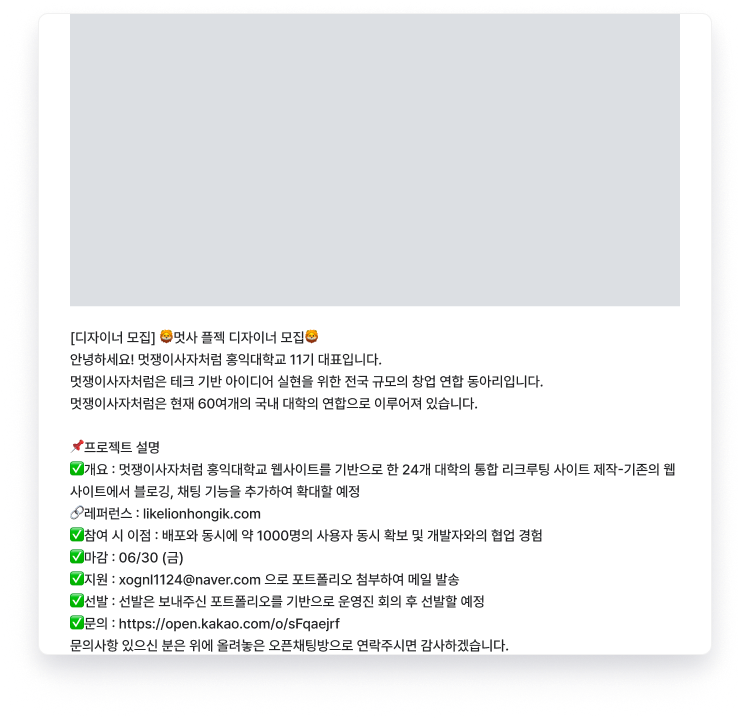 [디자이너 모집] 🦁멋사 플젝 디자이너 모집🦁
안녕하세요! 멋쟁이사자처럼 홍익대학교 11기 대표입니다.
멋쟁이사자처럼은 테크 기반 아이디어 실현을 위한 전국 규모의 창업 연합 동아리입니다.
멋쟁이사자처럼은 현재 60여개의 국내 대학의 연합으로 이루어져 있습니다.
📌프로젝트 설명
✅개요 : 멋쟁이사자처럼 홍익대학교 웹사이트를 기반으로 한 24개 대학의 통합 리크루팅 사이트 제작-기존의 웹
사이트에서 블로깅, 채팅 기능을 추가하여 확대할 예정
🔗레퍼런스 : likelionhongik.com
✅참여 시 이점 : 배포와 동시에 약 1000명의 사용자 동시 확보 및 개발자와의 협업 경험
✅마감 : 06/30 (금)
✅지원 : xognl1124@naver.com 으로 포트폴리오 첨부하여 메일 발송
✅선발 : 선발은 보내주신 포트폴리오를 기반으로 운영진 회의 후 선발할 예정
✅문의 : https://open.kakao.com/o/sFqaejrf
문의사항 있으신 분은 위에 올려놓은 오픈채팅방으로 연락주시면 감사하겠습니다.